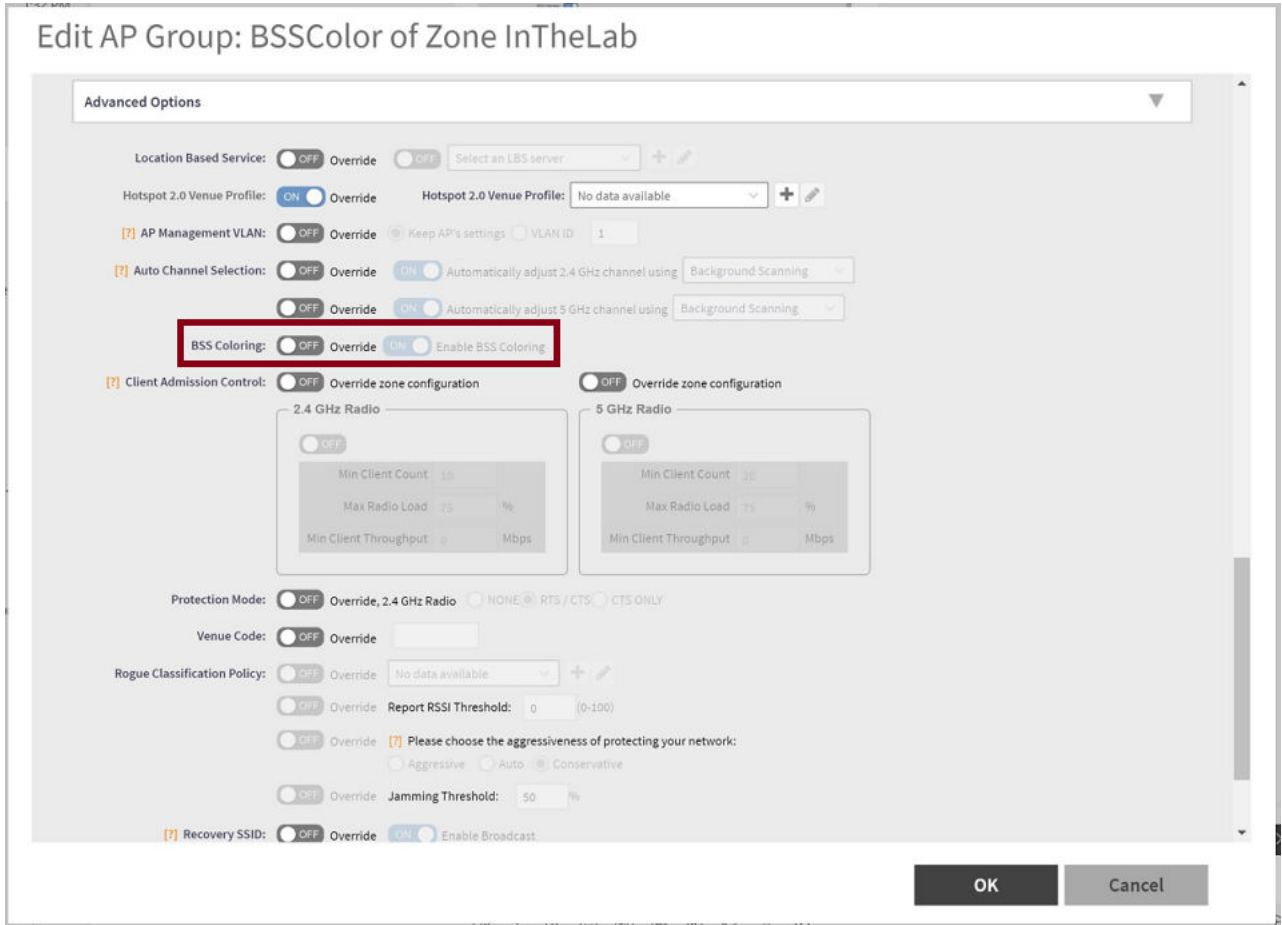 Edit AP Group: BSSColor of Zone InTheLab
Advanced Options
Location Based Service: OFF Override OFF Select an LBS server
Hotspot 2.0 Venue Profile: ON Override Hotspot 2.0 Venue Profile: No data available
[?] AP Management VLAN: OFF Override Keep AP's settings VLAN ID 1
[?] Auto Channel Selection: OFF Override ON Automatically adjust 2.4 GHz channel using Background Scanning
OFF Override ON Automatically adjust 5 GHz channel using Background Scanning
BSS Coloring: OFF Override ON Enable BSS Coloring
[?] Client Admission Control: OFF Override zone configuration OFF Override zone configuration
2.4 GHz Radio 5 GHz Radio
OFF OFF
Min Client Count 10 Min Client Count 20
Max Radio Load 75 % Max Radio Load 75 %
Min Client Throughput 0 Mbps Min Client Throughput 0 Mbps
Protection Mode: OFF Override, 2.4 GHz Radio NONE RTS / CTS CTS ONLY
Venue Code: OFF Override
Rogue Classification Policy: OFF Override No data available
OFF Override Report RSSI Threshold: 0 (0-100)
OFF Override [?] Please choose the aggressiveness of protecting your network:
Aggressive Auto Conservative
OFF Override Jamming Threshold: 50 %
[?] Recovery SSID: OFF Override ON Enable Broadcast
OK Cancel